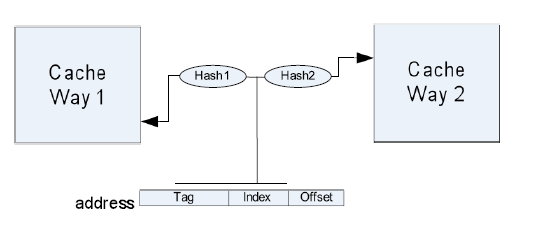 Cache
Way 1
Hash1
Hash2
Cache
Way 2
address
Tag
Index
Offset